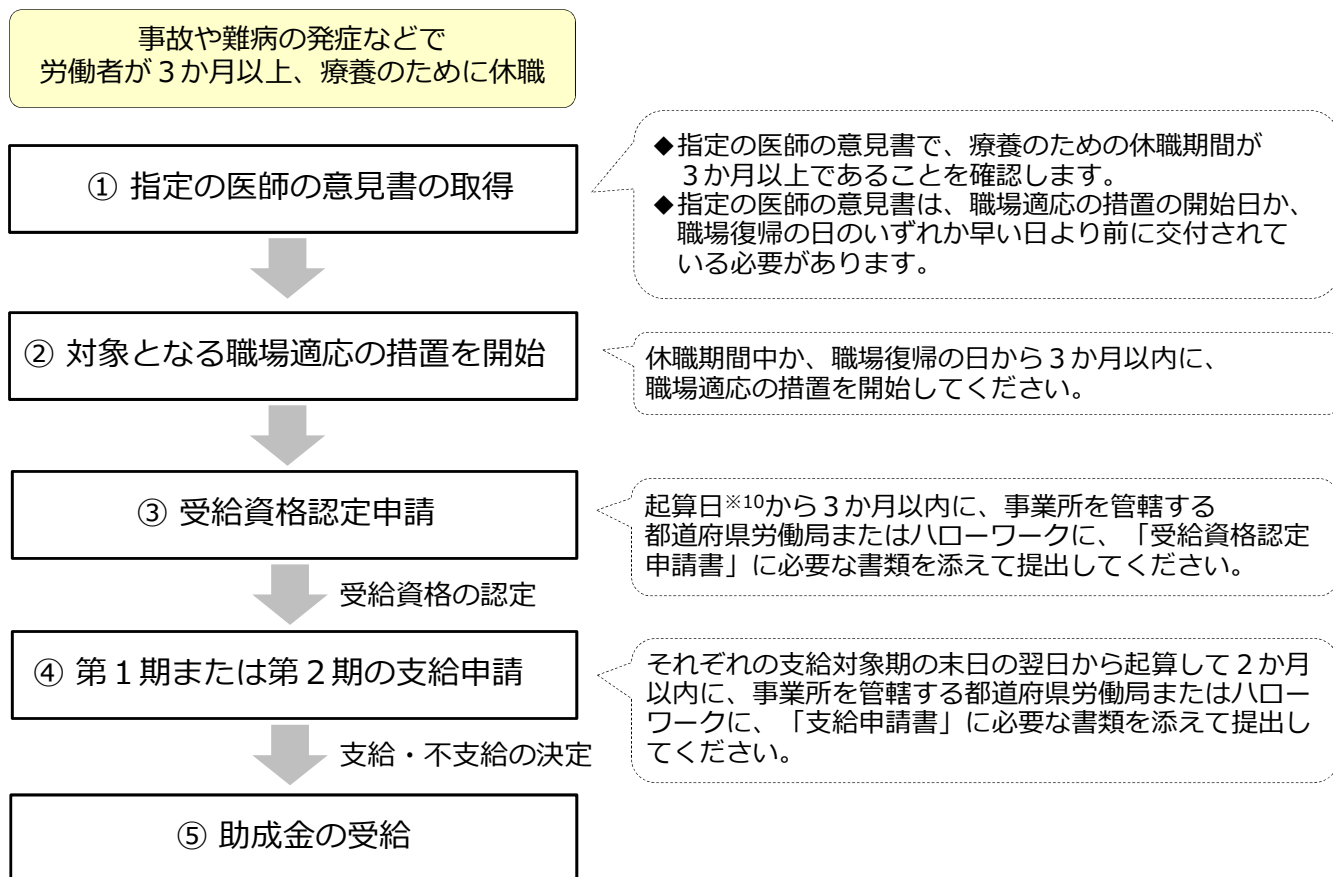 事故や難病の発症などで
労働者が３か月以上、療養のために休職
① 指定の医師の意見書の取得
◆指定の医師の意見書で、療養のための休職期間が
３か月以上であることを確認します。
◆指定の医師の意見書は、職場適応の措置の開始日か、
職場復帰の日のいずれか早い日より前に交付されて
いる必要があります。
② 対象となる職場適応の措置を開始
休職期間中か、職場復帰の日から３か月以内に、
職場適応の措置を開始してください。
③ 受給資格認定申請
起算日※10から３か月以内に、事業所を管轄する
都道府県労働局またはハローワークに、「受給資格認定
申請書」に必要な書類を添えて提出してください。
受給資格の認定
④ 第１期または第２期の支給申請
それぞれの支給対象期の末日の翌日から起算して２か月
以内に、事業所を管轄する都道府県労働局またはハロー
ワークに、「支給申請書」に必要な書類を添えて提出し
てください。
支給・不支給の決定
⑤ 助成金の受給